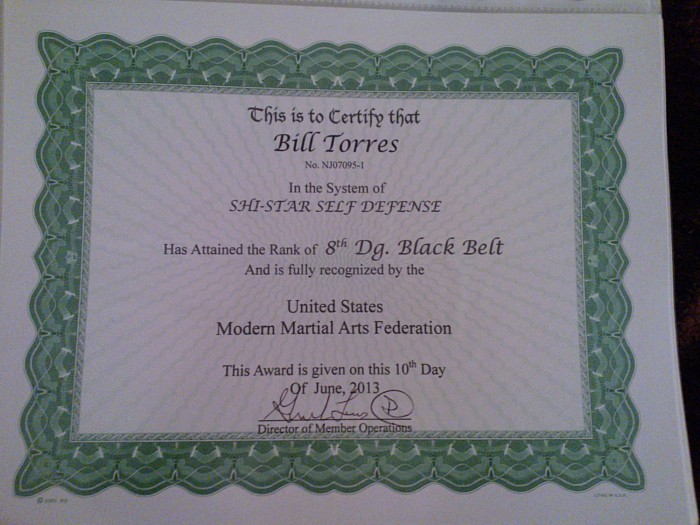 This is to Certify that
Bill Torres
No. NJ07095-1
In the System of
SHI-STAR SELF DEFENSE
Has Attained the Rank of 8th Dg. Black Belt
And is fully recognized by the
United States
Modern Martial Arts Federation
This Award is given on this 10th Day
Of June, 2013
Director of Member Operations